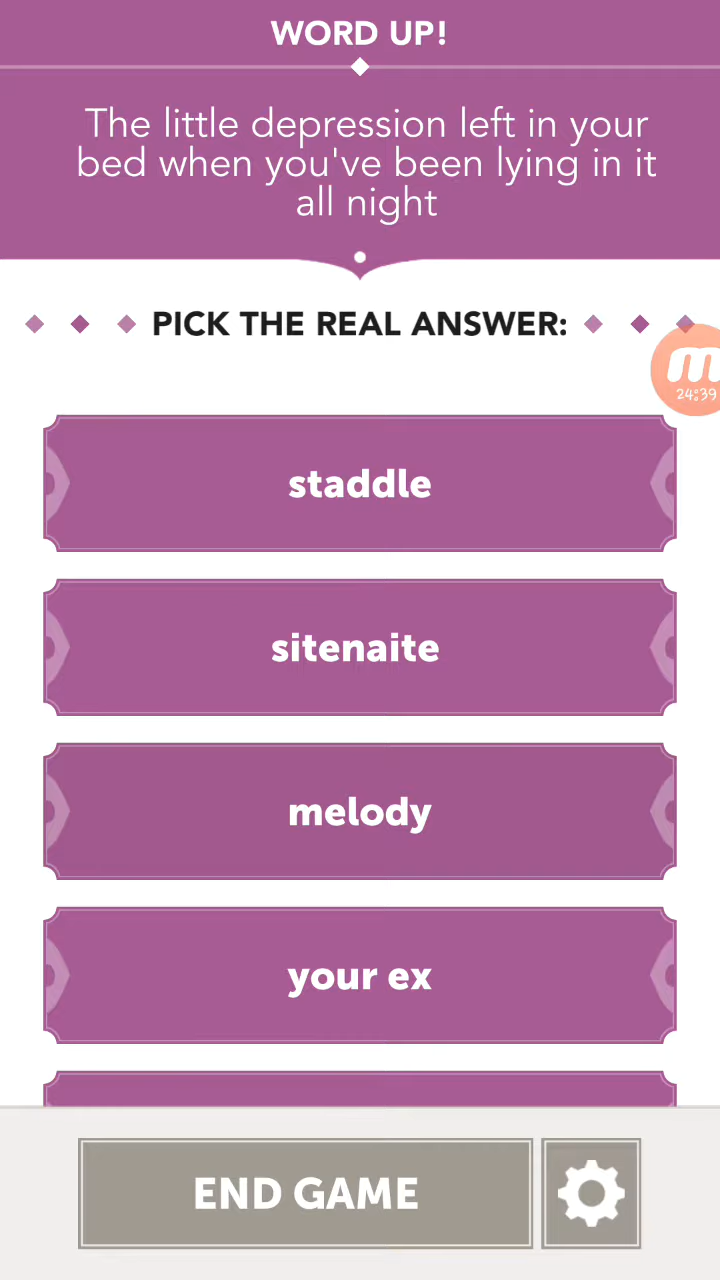 WORD UP!
The little depression left in your
bed when you've been lying in it
all night
PICK THE REAL ANSWER:
24:39
staddle
sitenaite
melody
your ex
END GAME